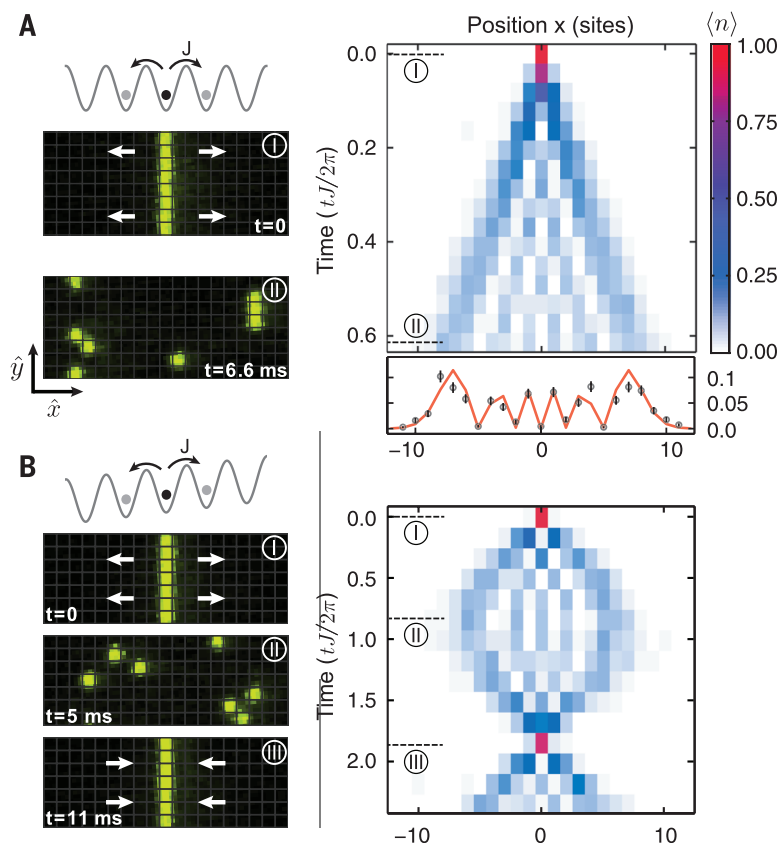 A
J
I
t=0
II
t=6.6 ms
ŷ
x̂
Position x (sites)
⟨n⟩
Time (tJ/2π)
0.0
0.2
0.4
0.6
I
II
1.00
0.75
0.50
0.25
0.00
0.1
0.05
0.0
−10
0
10
B
J
I
t=0
II
t=5 ms
III
t=11 ms
Time (tJ/2π)
0.0
0.5
1.0
1.5
2.0
I
II
III
−10
0
10